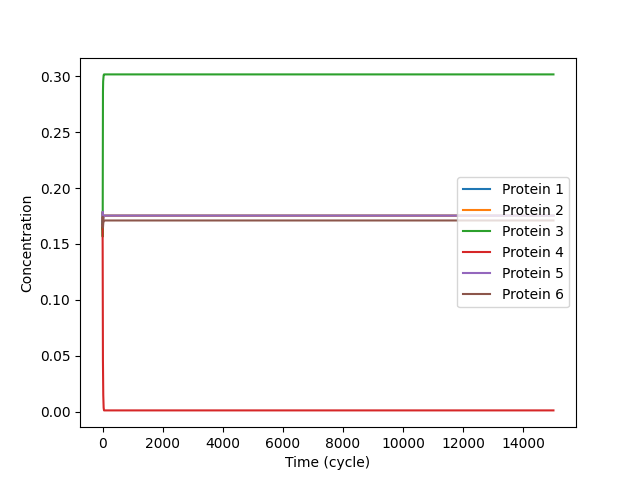 0.30
0.25
0.20
0.15
0.10
0.05
0.00
Concentration
Protein 1
Protein 2
Protein 3
Protein 4
Protein 5
Protein 6
0 2000 4000 6000 8000 10000 12000 14000
Time (cycle)